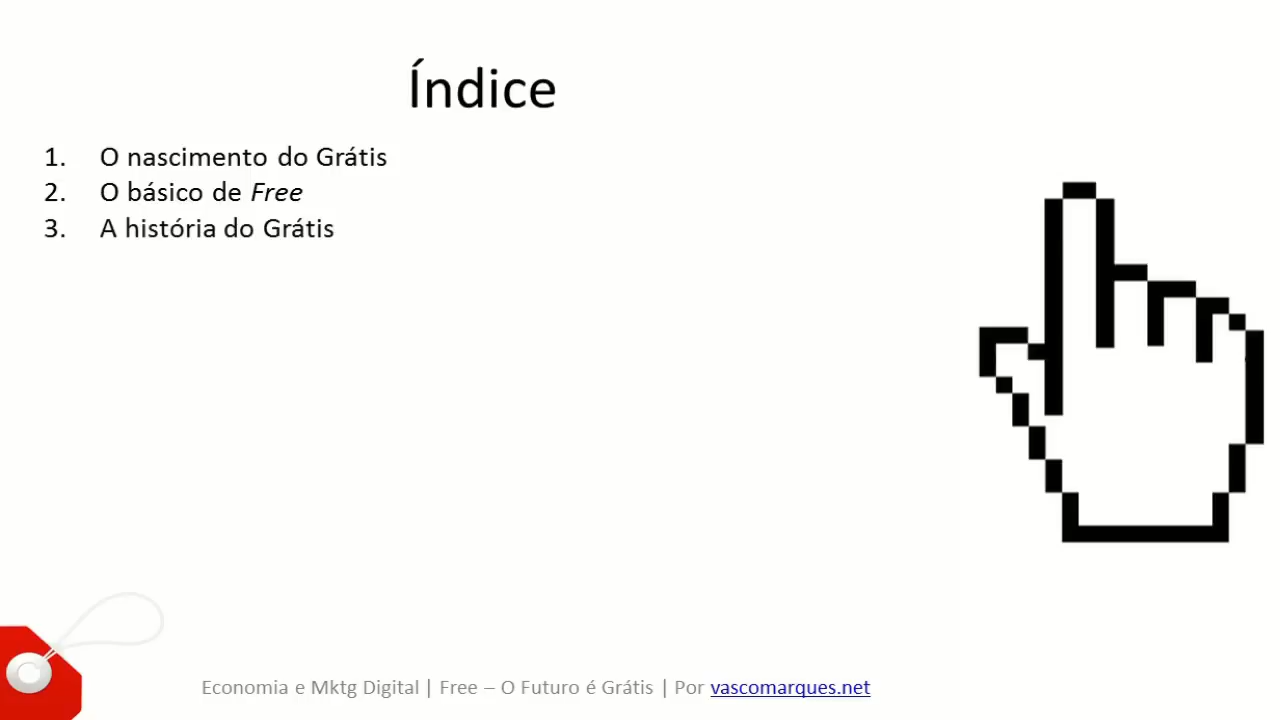 Índice
1. O nascimento do Grátis
2. O básico de Free
3. A história do Grátis
Economia e Mktg Digital | Free – O Futuro é Grátis | Por vascomarques.net